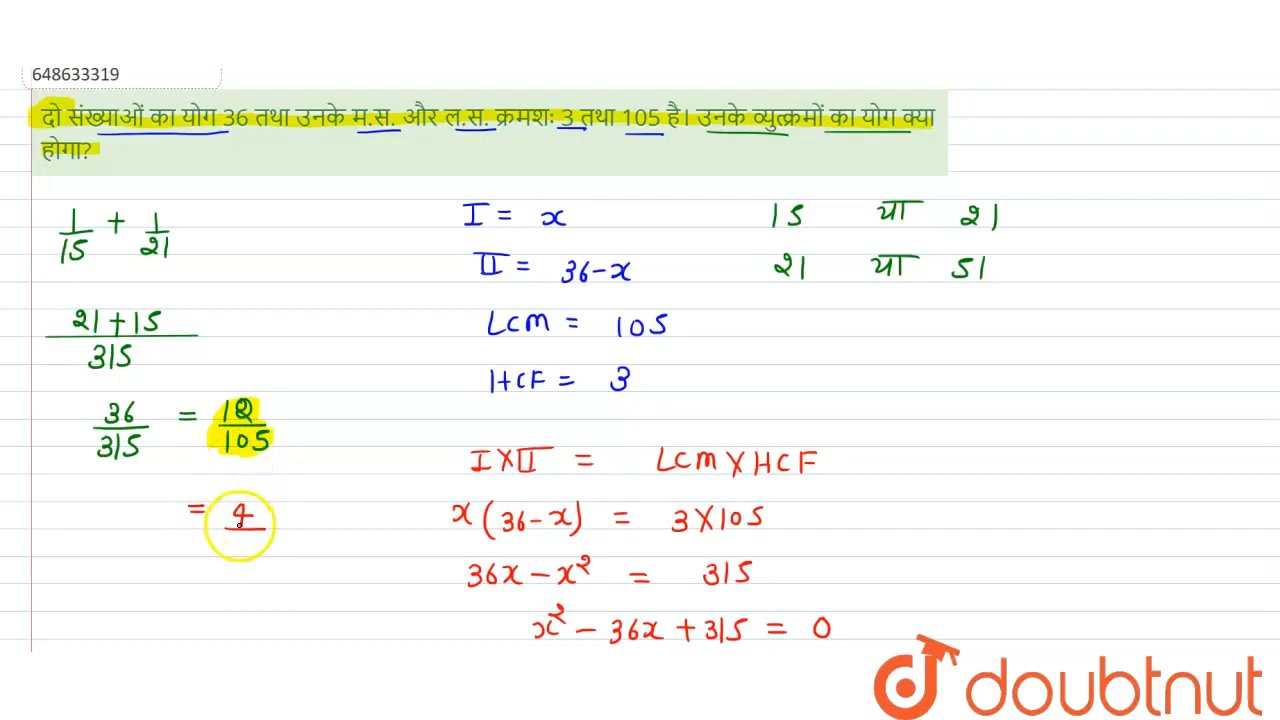 648633319
दो संख्याओं का योग 36 तथा उनके म.स. और ल.स. क्रमशः 3 तथा 105 है। उनके व्युत्क्रमों का योग क्या
होगा?
1/15 + 1/21
21+15/315
36/315 = 12/105
= 4
I = x
II = 36-x
LCM = 105
HCF = 3
I X II = LCM X HCF
x (36-x) = 3 X 105
36x - x² = 315
x² - 36x + 315 = 0
15 या 21
21 या 51
doubtnut